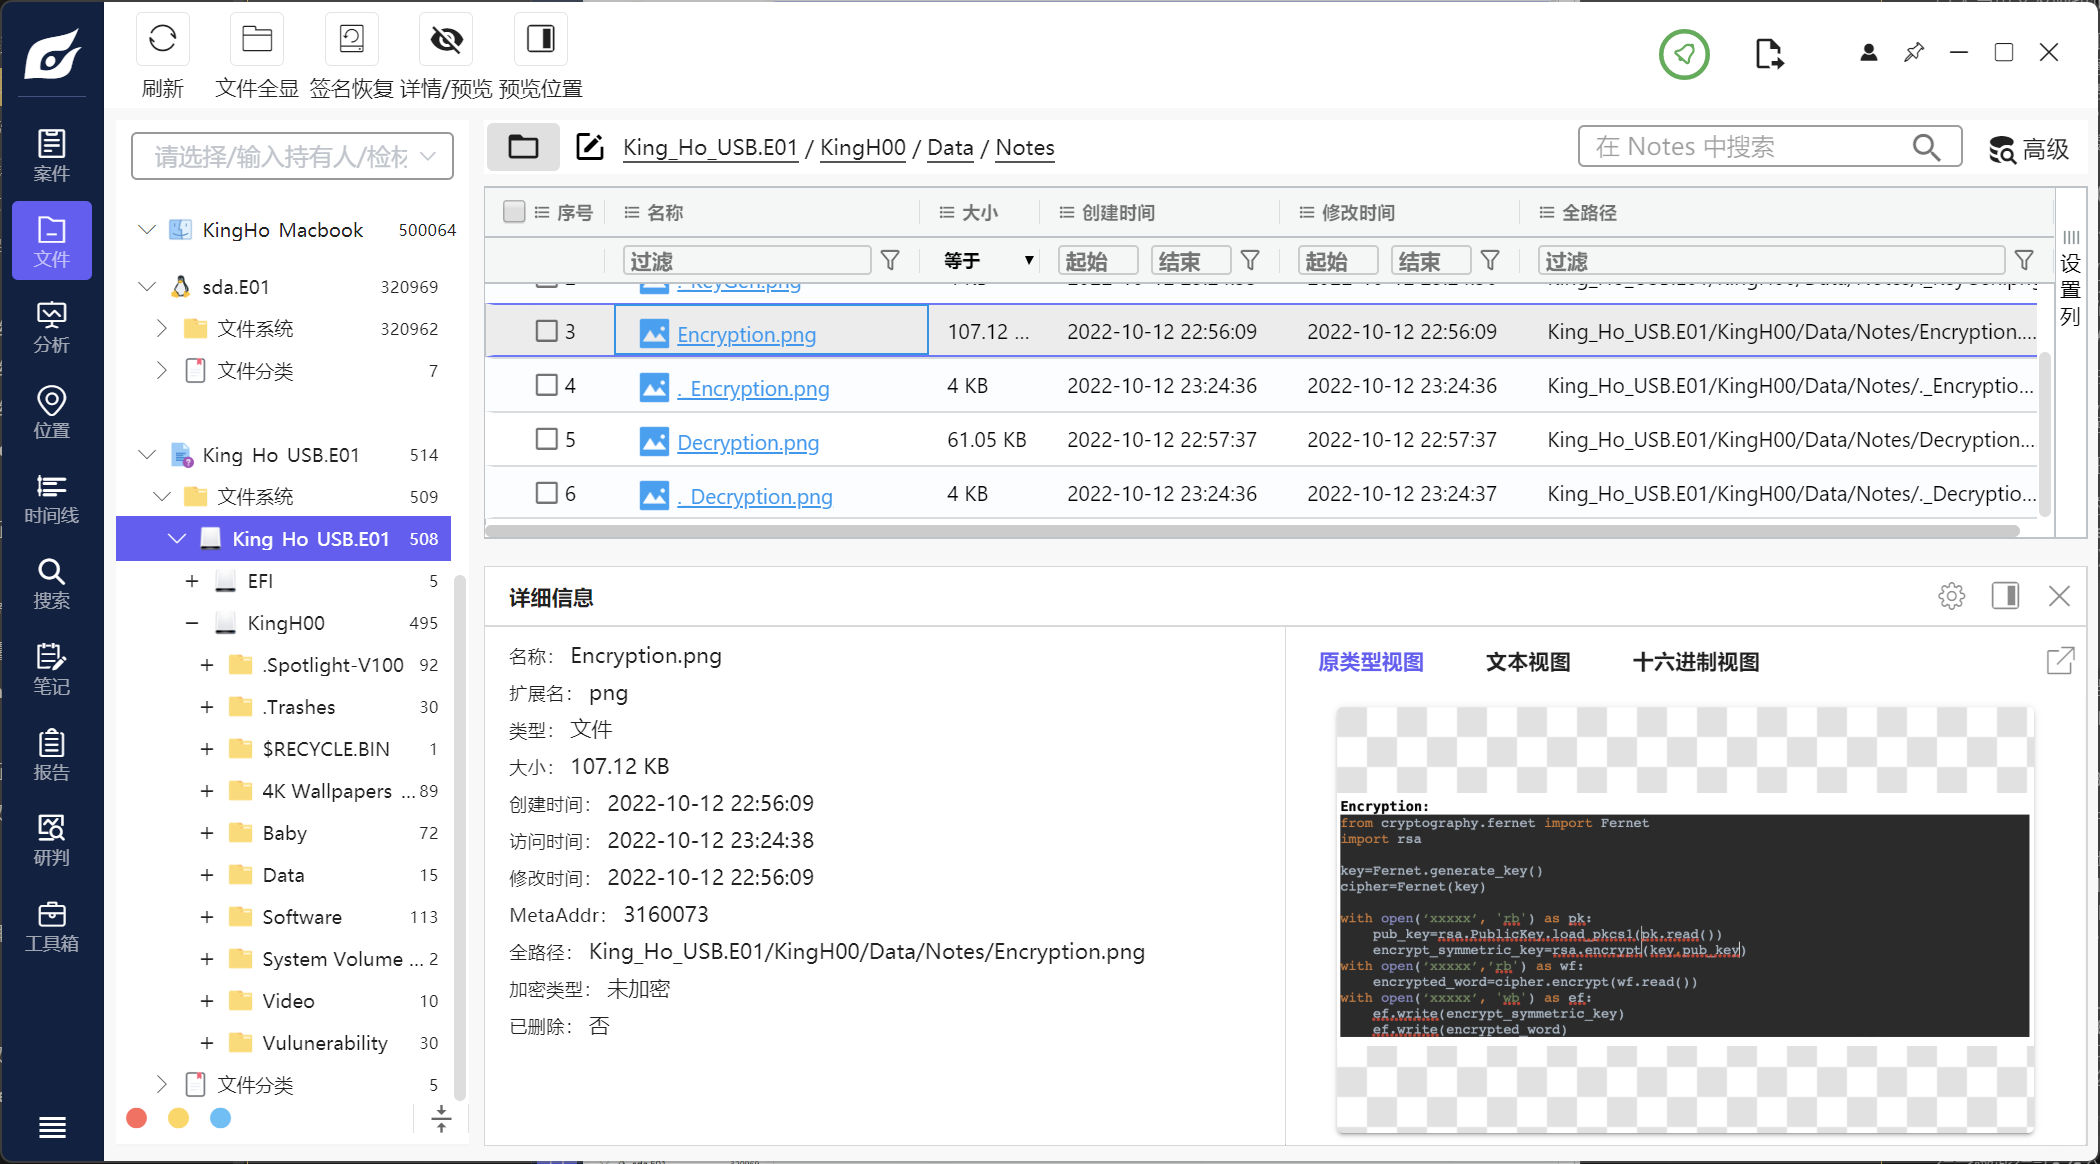 刷新
文件全显
签名恢复
详情/预览
预览位置
案件
文件
分析
位置
时间线
搜索
笔记
报告
研判
工具箱
请选择/输入持有人/检材
KingHo Macbook 500064
sda.E01 320969
文件系统 320962
文件分类 7
King Ho USB.E01 514
文件系统 509
King Ho USB.E01 508
EFI 5
KingH00 495
.Spotlight-V100 92
.Trashes 30
$RECYCLE.BIN 1
4K Wallpapers ... 89
Baby 72
Data 15
Software 113
System Volume ... 2
Video 10
Vulunerability 30
文件分类 5
King_Ho_USB.E01 / KingH00 / Data / Notes
在 Notes 中搜索
高级
序号 名称 大小 创建时间 修改时间 全路径
过滤 等于 起始 结束 起始 结束 过滤
设置列
3 Encryption.png 107.12 ... 2022-10-12 22:56:09 2022-10-12 22:56:09 King_Ho_USB.E01/KingH00/Data/Notes/Encryption....
4 ._Encryption.png 4 KB 2022-10-12 23:24:36 2022-10-12 23:24:36 King_Ho_USB.E01/KingH00/Data/Notes/._Encryptio...
5 Decryption.png 61.05 KB 2022-10-12 22:57:37 2022-10-12 22:57:37 King_Ho_USB.E01/KingH00/Data/Notes/Decryption...
6 ._Decryption.png 4 KB 2022-10-12 23:24:36 2022-10-12 23:24:37 King_Ho_USB.E01/KingH00/Data/Notes/._Decryptio...
详细信息
名称： Encryption.png
扩展名： png
类型： 文件
大小： 107.12 KB
创建时间： 2022-10-12 22:56:09
访问时间： 2022-10-12 23:24:38
修改时间： 2022-10-12 22:56:09
MetaAddr： 3160073
全路径： King_Ho_USB.E01/KingH00/Data/Notes/Encryption.png
加密类型： 未加密
已删除： 否
原类型视图 文本视图 十六进制视图
Encryption:
from cryptography.fernet import Fernet
import rsa
key=Fernet.generate_key()
cipher=Fernet(key)
with open('xxxxx', 'rb') as pk:
pub_key=rsa.PublicKey.load_pkcs1(pk.read())
encrypt_symmetric_key=rsa.encrypt(key,pub_key)
with open('xxxxx','rb') as wf:
encrypted_word=cipher.encrypt(wf.read())
with open('xxxxx', 'wb') as ef:
ef.write(encrypt_symmetric_key)
ef.write(encrypted_word)